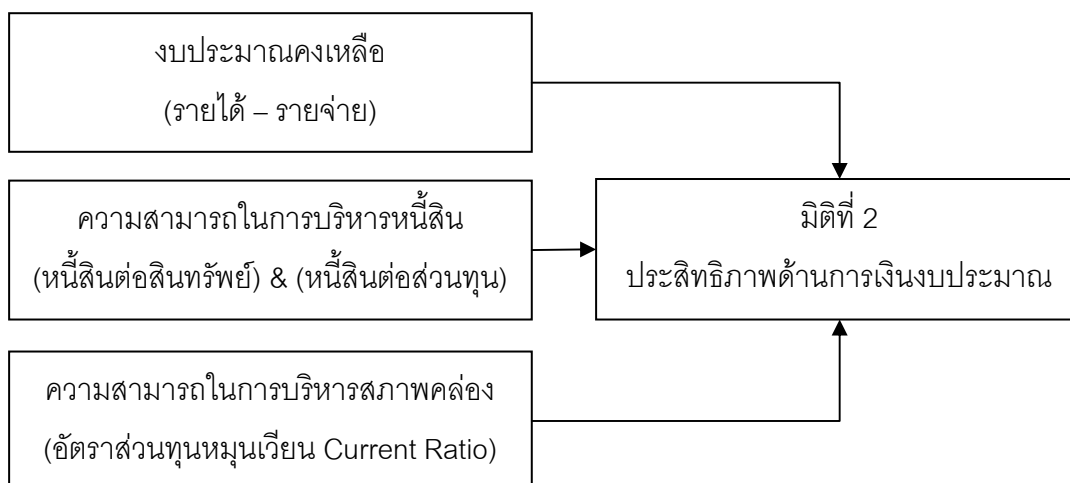 งบประมาณคงเหลือ
(รายได้ – รายจ่าย)
ความสามารถในการบริหารหนี้สิน
(หนี้สินต่อสินทรัพย์) & (หนี้สินต่อส่วนทุน)
ความสามารถในการบริหารสภาพคล่อง
(อัตราส่วนทุนหมุนเวียน Current Ratio)
มิติที่ 2
ประสิทธิภาพด้านการเงินงบประมาณ